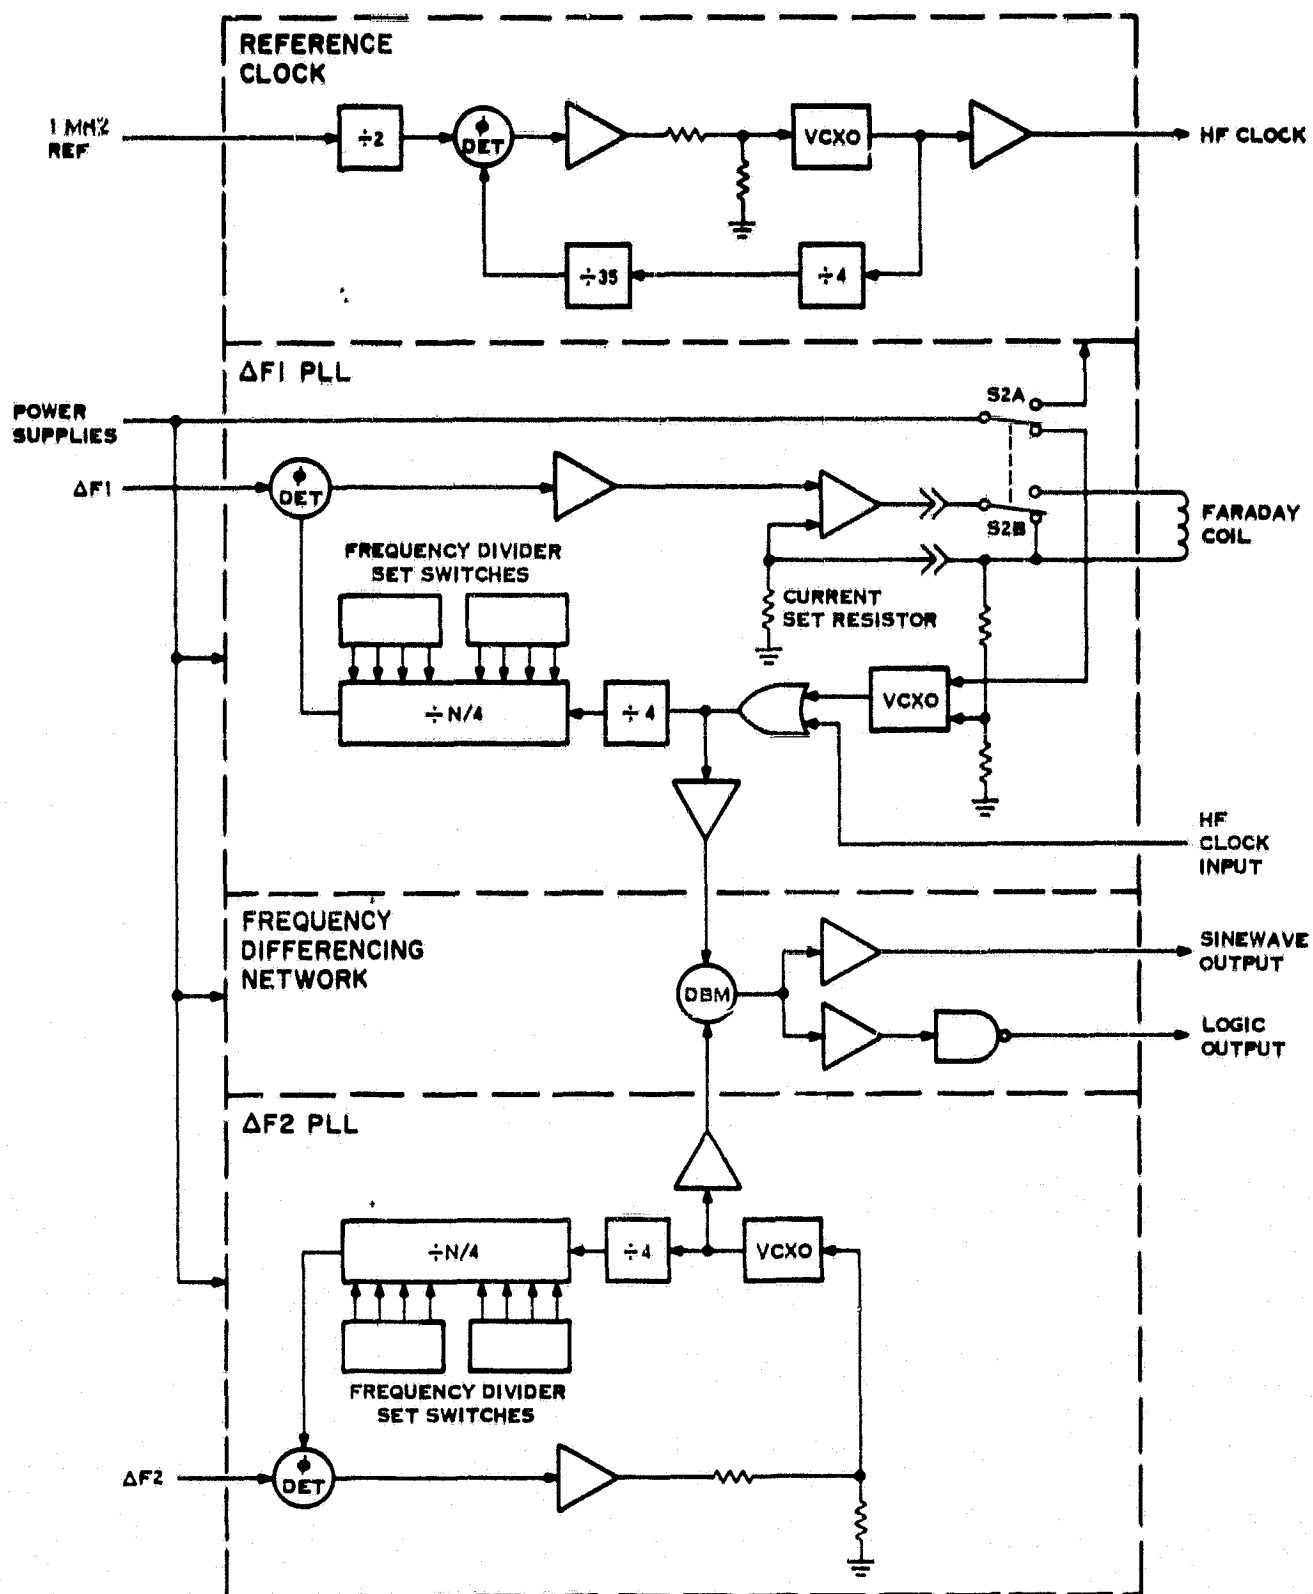 REFERENCE
CLOCK
1 MHZ
REF
÷2
ϕ
DET
VCXO
HF CLOCK
÷35
÷4
ΔF1 PLL
POWER
SUPPLIES
S2A
ΔF1
ϕ
DET
S2B
FARADAY
COIL
FREQUENCY DIVIDER
SET SWITCHES
CURRENT
SET RESISTOR
÷N/4
÷4
VCXO
HF
CLOCK
INPUT
FREQUENCY
DIFFERENCING
NETWORK
DBM
SINEWAVE
OUTPUT
LOGIC
OUTPUT
ΔF2 PLL
÷N/4
÷4
VCXO
FREQUENCY DIVIDER
SET SWITCHES
ΔF2
ϕ
DET